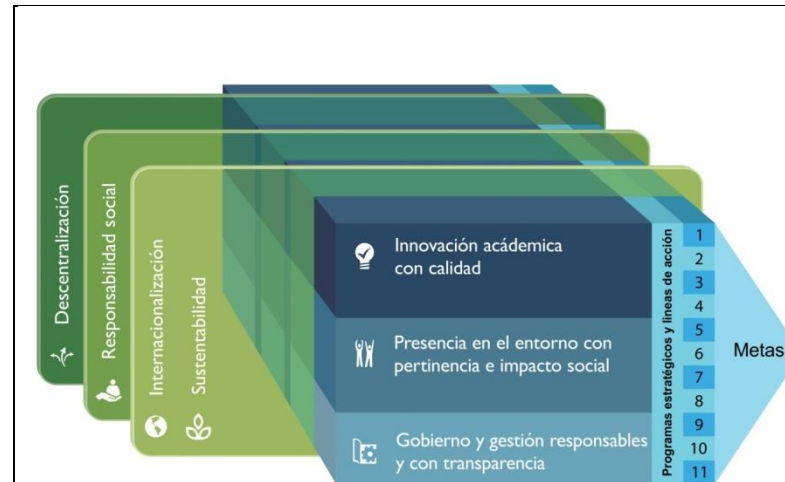 Descentralización
Responsabilidad social
Internacionalización
Sustentabilidad
Innovación acádemica
con calidad
Presencia en el entorno con
pertinencia e impacto social
Gobierno y gestión responsables
y con transparencia
Programas estratégicos y líneas de acción
1
2
3
4
5
6
7
8
9
10
11
Metas